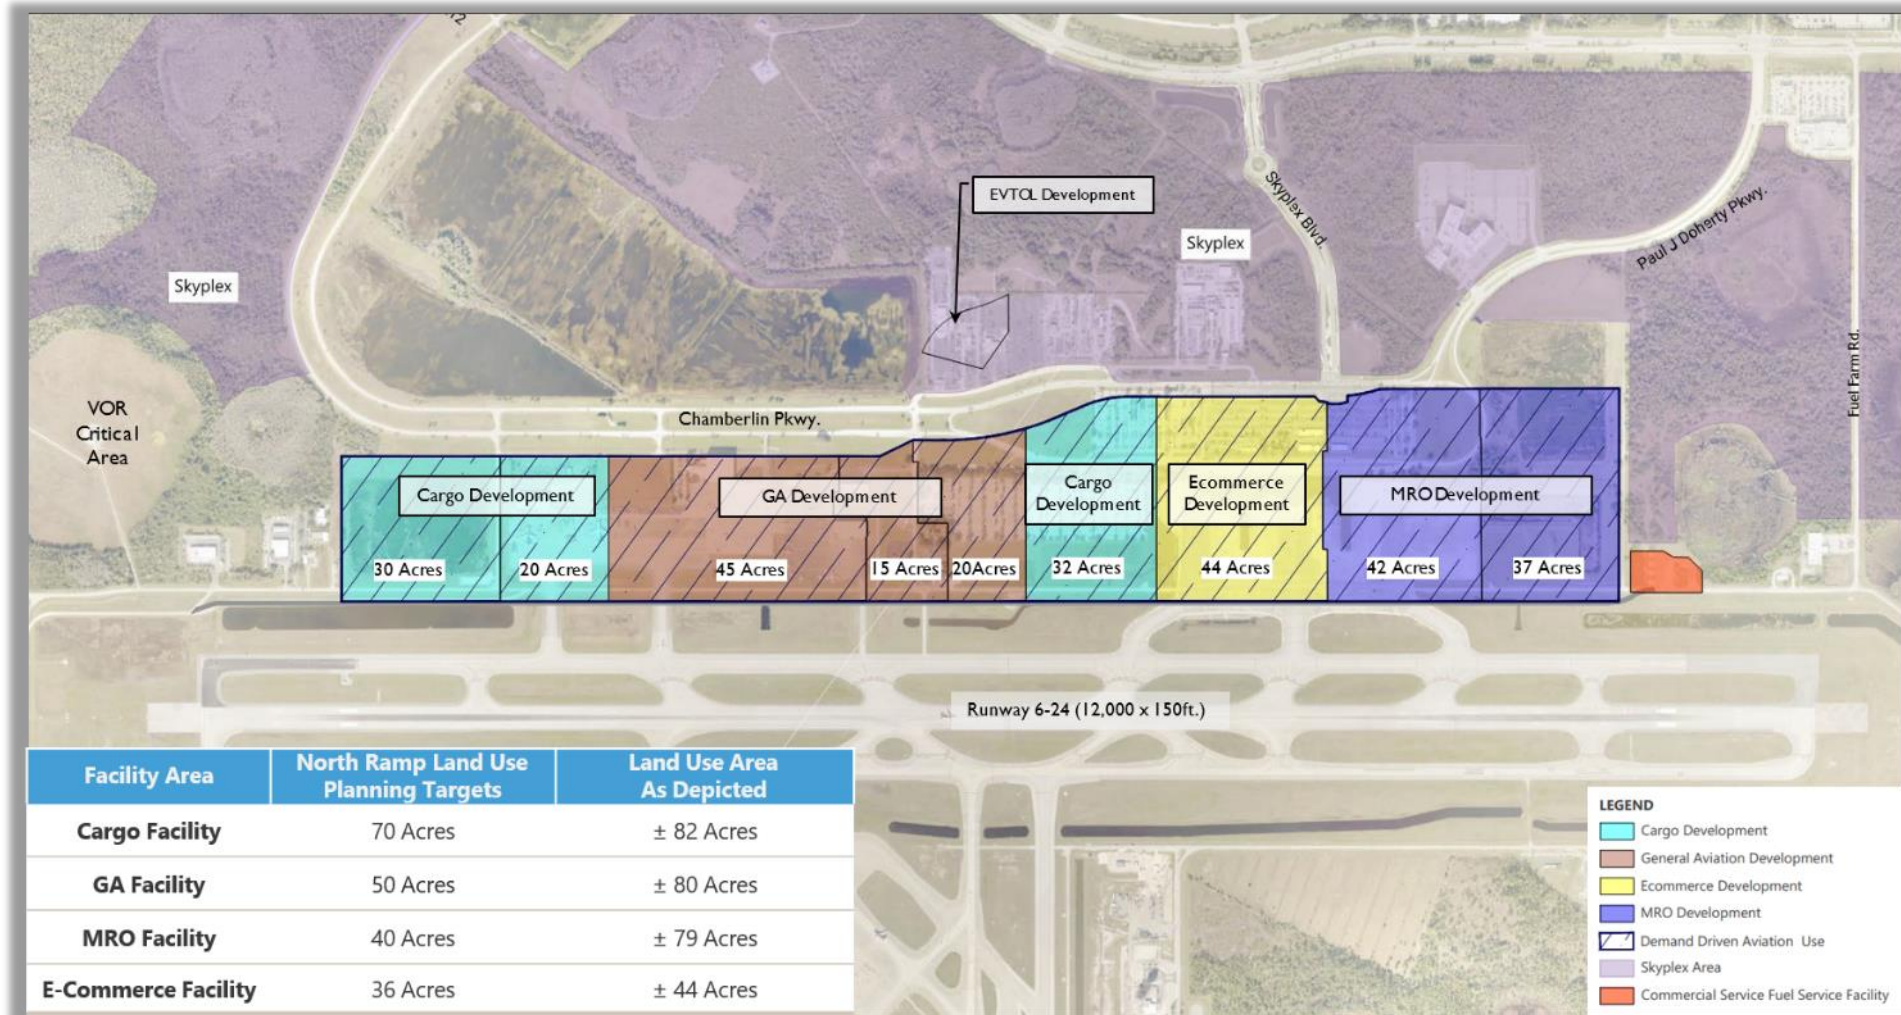 EVTOL Development
Skyplex Blvd.
Skyplex
Paul J Doherty Pkwy.
Skyplex
Fuel Farm Rd.
VOR
Critical
Area
Chamberlin Pkwy.
Cargo Development
GA Development
Cargo
Development
Ecommerce
Development
MRO Development
30 Acres
20 Acres
45 Acres
15 Acres
20Acres
32 Acres
44 Acres
42 Acres
37 Acres
Runway 6-24 (12,000 x 150ft.)
Facility Area
North Ramp Land Use
Planning Targets
Land Use Area
As Depicted
Cargo Facility 70 Acres ± 82 Acres
GA Facility 50 Acres ± 80 Acres
MRO Facility 40 Acres ± 79 Acres
E-Commerce Facility 36 Acres ± 44 Acres
LEGEND
Cargo Development
General Aviation Development
Ecommerce Development
MRO Development
Demand Driven Aviation Use
Skyplex Area
Commercial Service Fuel Service Facility